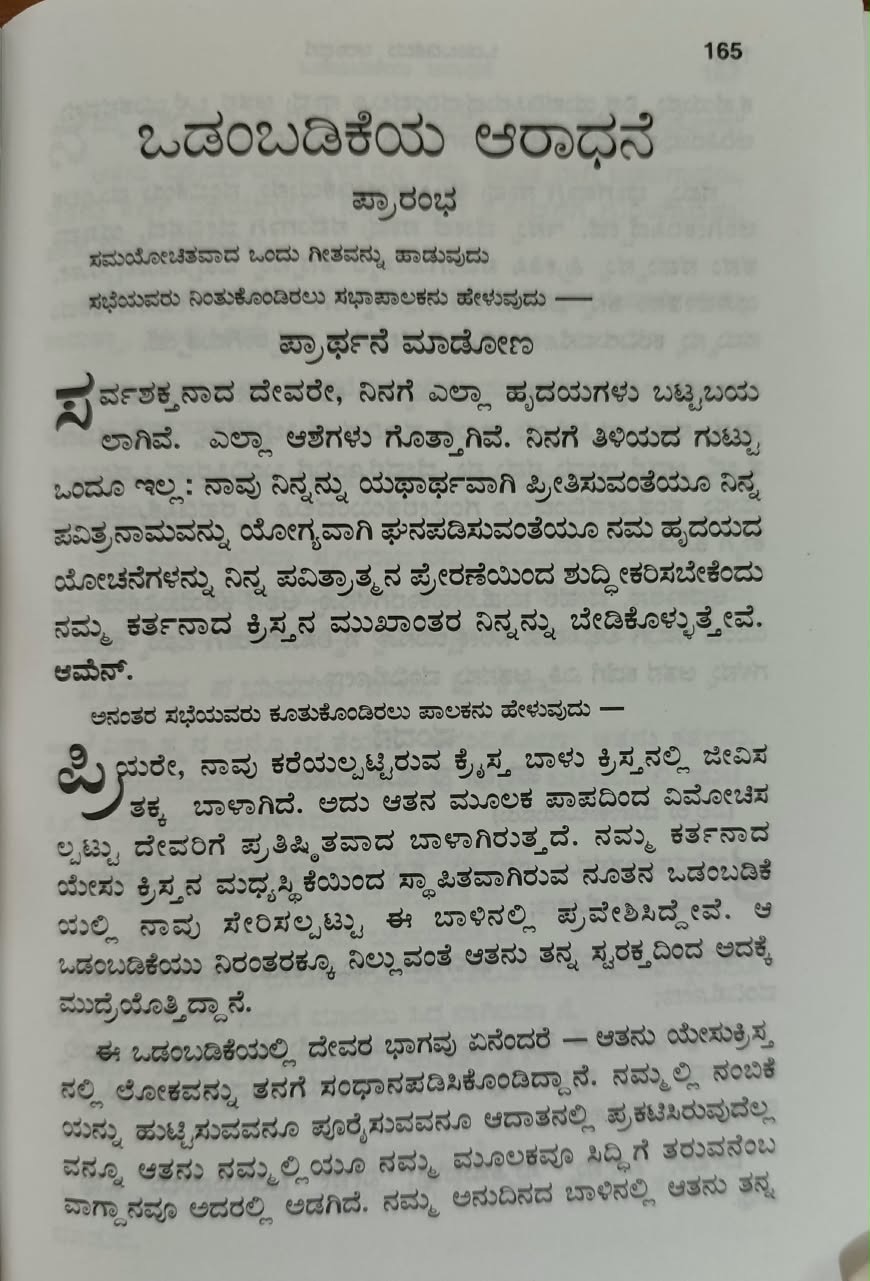 165
ಒಡಂಬಡಿಕೆಯ ಆರಾಧನೆ
ಪ್ರಾರಂಭ
ಸಮಯೋಚಿತವಾದ ಒಂದು ಗೀತವನ್ನು ಹಾಡುವುದು
ಸಭೆಯವರು ನಿಂತುಕೊಂಡಿರಲು ಸಭಾಪಾಲಕನು ಹೇಳುವುದು —
ಪ್ರಾರ್ಥನೆ ಮಾಡೋಣ
ಸರ್ವಶಕ್ತನಾದ ದೇವರೇ, ನಿನಗೆ ಎಲ್ಲಾ ಹೃದಯಗಳು ಬಟ್ಟಬಯ
ಲಾಗಿವೆ. ಎಲ್ಲಾ ಆಶೆಗಳು ಗೊತ್ತಾಗಿವೆ. ನಿನಗೆ ತಿಳಿಯದ ಗುಟ್ಟು
ಒಂದೂ ಇಲ್ಲ: ನಾವು ನಿನ್ನನ್ನು ಯಥಾರ್ಥವಾಗಿ ಪ್ರೀತಿಸುವಂತೆಯೂ ನಿನ್ನ
ಪವಿತ್ರನಾಮವನ್ನು ಯೋಗ್ಯವಾಗಿ ಘನಪಡಿಸುವಂತೆಯೂ ನಮ ಹೃದಯದ
ಯೋಚನೆಗಳನ್ನು ನಿನ್ನ ಪವಿತ್ರಾತ್ಮನ ಪ್ರೇರಣೆಯಿಂದ ಶುದ್ಧೀಕರಿಸಬೇಕೆಂದು
ನಮ್ಮ ಕರ್ತನಾದ ಕ್ರಿಸ್ತನ ಮುಖಾಂತರ ನಿನ್ನನ್ನು ಬೇಡಿಕೊಳ್ಳುತ್ತೇವೆ.
ಆಮೆನ್.
ಅನಂತರ ಸಭೆಯವರು ಕೂತುಕೊಂಡಿರಲು ಪಾಲಕನು ಹೇಳುವುದು —
ಪ್ರಿಯರೇ, ನಾವು ಕರೆಯಲ್ಪಟ್ಟಿರುವ ಕ್ರೈಸ್ತ ಬಾಳು ಕ್ರಿಸ್ತನಲ್ಲಿ ಜೀವಿಸ
ತಕ್ಕ ಬಾಳಾಗಿದೆ. ಅದು ಆತನ ಮೂಲಕ ಪಾಪದಿಂದ ವಿಮೋಚಿಸ
ಲ್ಪಟ್ಟು ದೇವರಿಗೆ ಪ್ರತಿಷ್ಠಿತವಾದ ಬಾಳಾಗಿರುತ್ತದೆ. ನಮ್ಮ ಕರ್ತನಾದ
ಯೇಸು ಕ್ರಿಸ್ತನ ಮಧ್ಯಸ್ಥಿಕೆಯಿಂದ ಸ್ಥಾಪಿತವಾಗಿರುವ ನೂತನ ಒಡಂಬಡಿಕೆ
ಯಲ್ಲಿ ನಾವು ಸೇರಿಸಲ್ಪಟ್ಟು ಈ ಬಾಳಿನಲ್ಲಿ ಪ್ರವೇಶಿಸಿದ್ದೇವೆ. ಆ
ಒಡಂಬಡಿಕೆಯು ನಿರಂತರಕ್ಕೂ ನಿಲ್ಲುವಂತೆ ಆತನು ತನ್ನ ಸ್ವರಕ್ತದಿಂದ ಅದಕ್ಕೆ
ಮುದ್ರೆಯೊತ್ತಿದ್ದಾನೆ.
ಈ ಒಡಂಬಡಿಕೆಯಲ್ಲಿ ದೇವರ ಭಾಗವು ಏನೆಂದರೆ — ಆತನು ಯೇಸುಕ್ರಿಸ್ತ
ನಲ್ಲಿ ಲೋಕವನ್ನು ತನಗೆ ಸಂಧಾನಪಡಿಸಿಕೊಂಡಿದ್ದಾನೆ. ನಮ್ಮಲ್ಲಿ ನಂಬಿಕೆ
ಯನ್ನು ಹುಟ್ಟಿಸುವವನೂ ಪೂರೈಸುವವನೂ ಆದಾತನಲ್ಲಿ ಪ್ರಕಟಿಸಿರುವುದೆಲ್ಲ
ವನ್ನೂ ಆತನು ನಮ್ಮಲ್ಲಿಯೂ ನಮ್ಮ ಮೂಲಕವೂ ಸಿದ್ಧಿಗೆ ತರುವನೆಂಬ
ವಾಗ್ದಾನವೂ ಅದರಲ್ಲಿ ಅಡಗಿದೆ. ನಮ್ಮ ಅನುದಿನದ ಬಾಳಿನಲ್ಲಿ ಆತನು ತನ್ನ